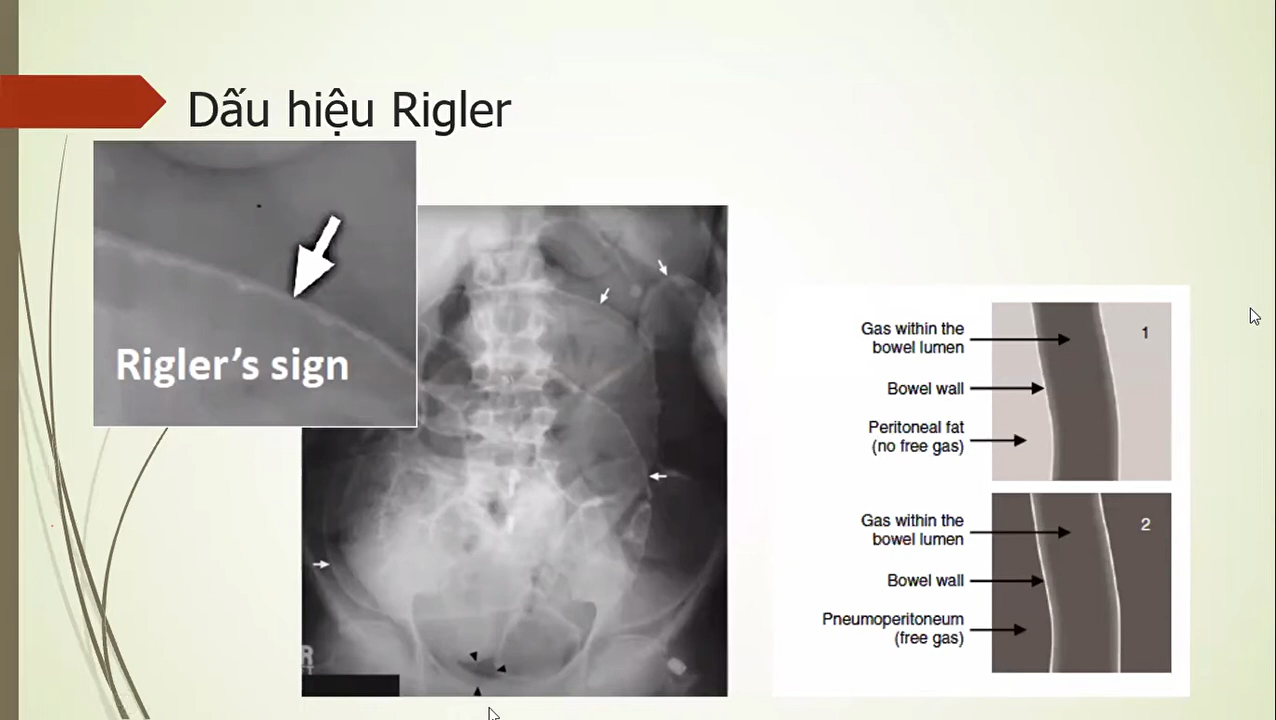 Dấu hiệu Rigler
Rigler's sign
R
Gas within the
bowel lumen
Bowel wall
Peritoneal fat
(no free gas)
1
Gas within the
bowel lumen
Bowel wall
Pneumoperitoneum
(free gas)
2